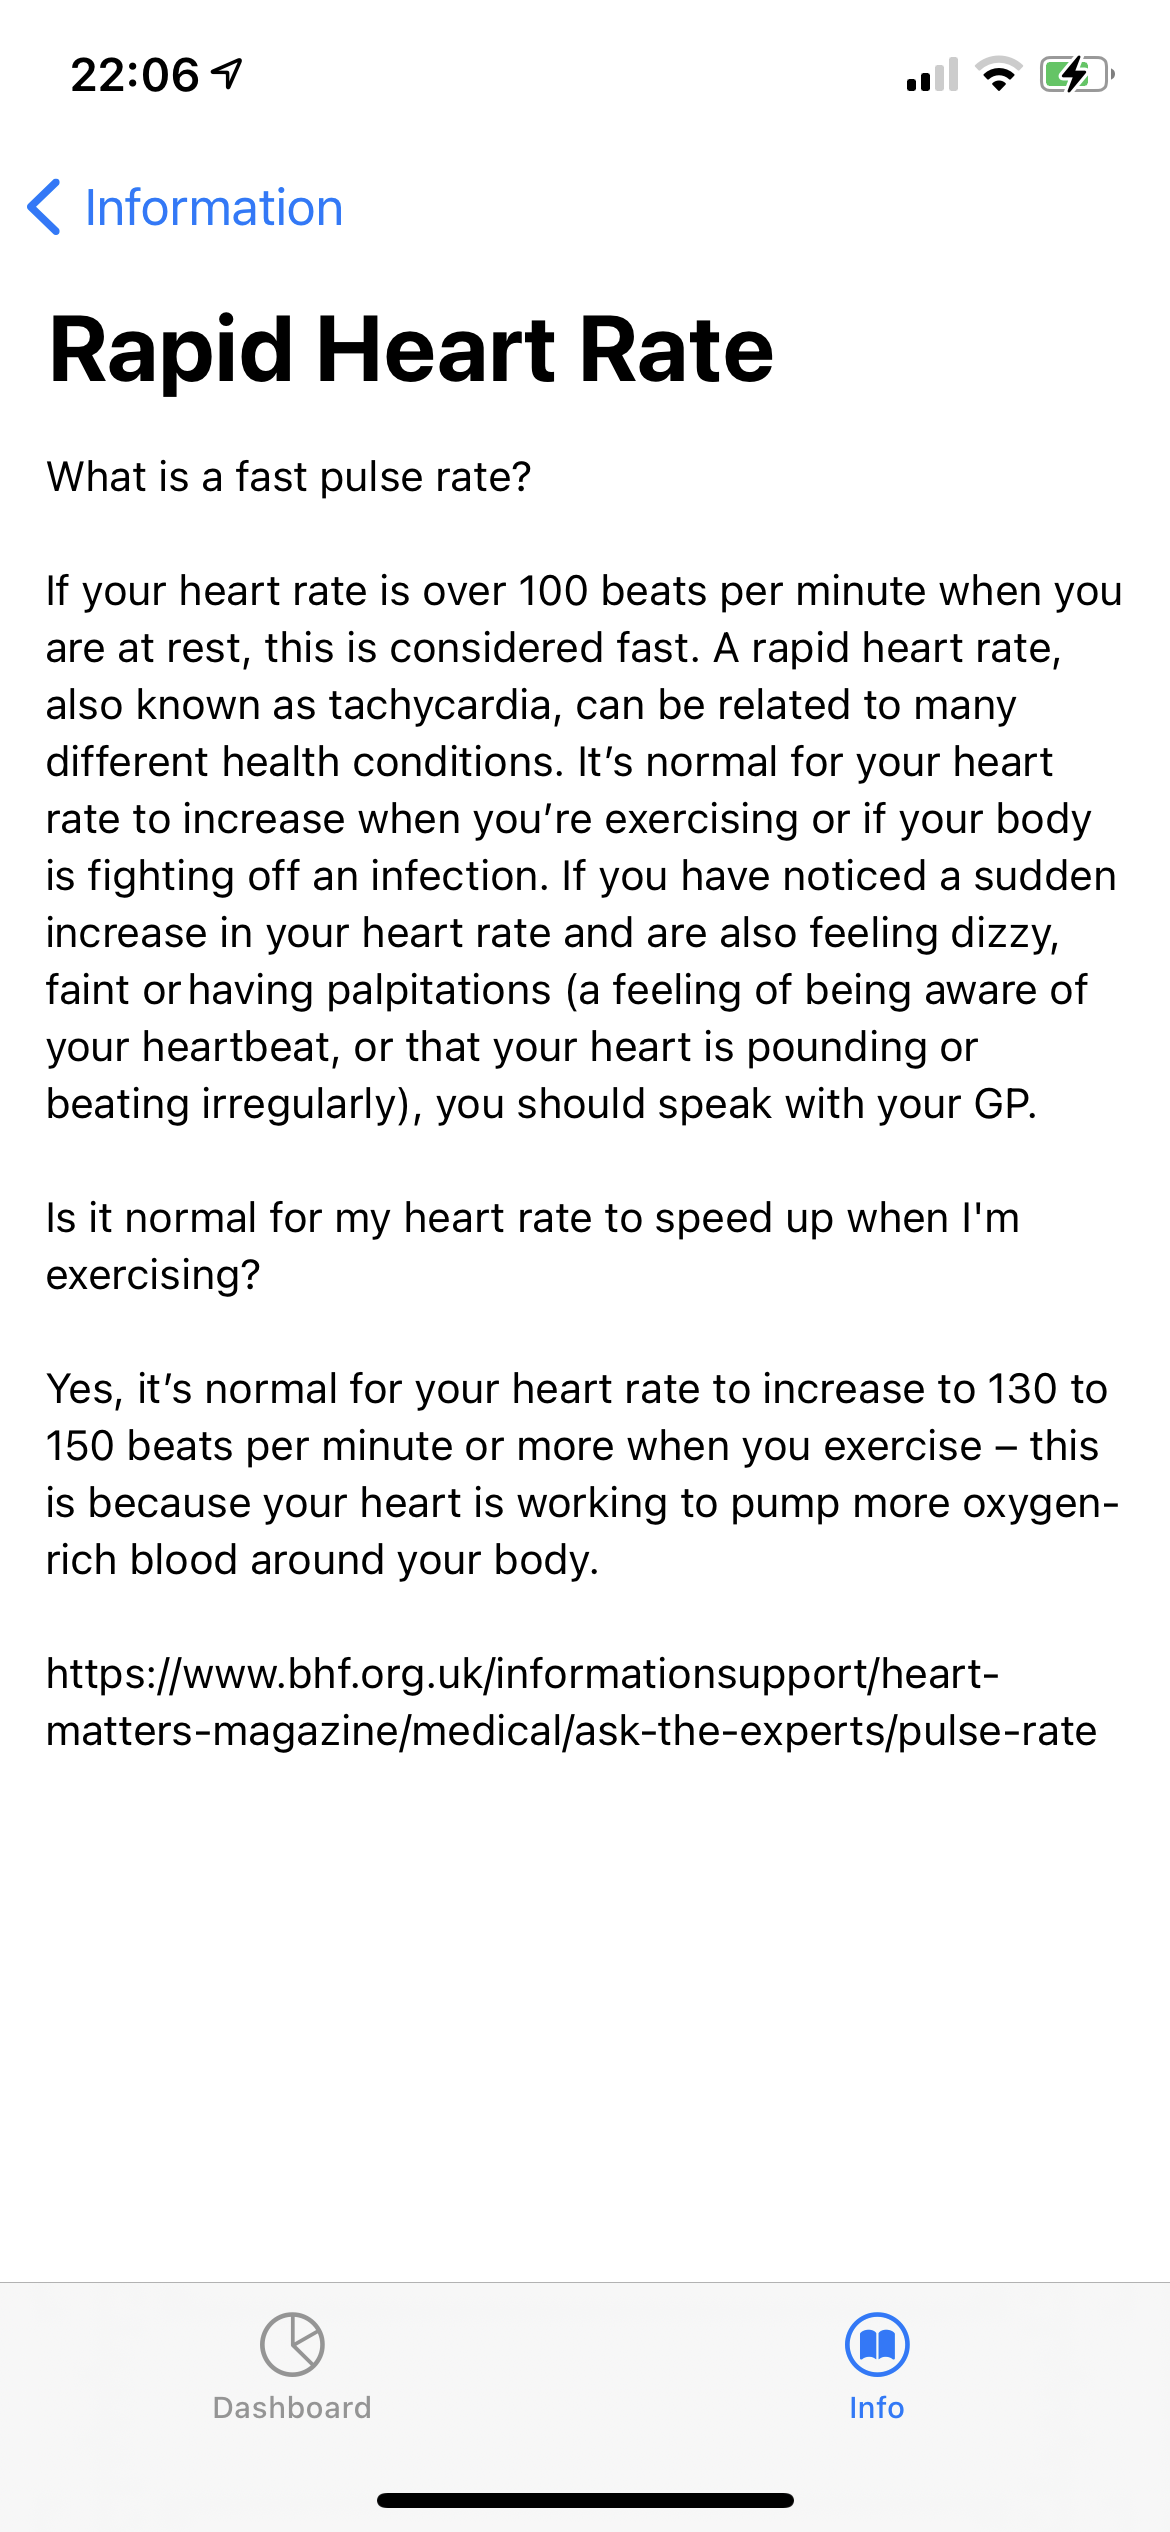 22:06
Information
Rapid Heart Rate
What is a fast pulse rate?
If your heart rate is over 100 beats per minute when you
are at rest, this is considered fast. A rapid heart rate,
also known as tachycardia, can be related to many
different health conditions. It’s normal for your heart
rate to increase when you’re exercising or if your body
is fighting off an infection. If you have noticed a sudden
increase in your heart rate and are also feeling dizzy,
faint or having palpitations (a feeling of being aware of
your heartbeat, or that your heart is pounding or
beating irregularly), you should speak with your GP.
Is it normal for my heart rate to speed up when I'm
exercising?
Yes, it’s normal for your heart rate to increase to 130 to
150 beats per minute or more when you exercise – this
is because your heart is working to pump more oxygen-
rich blood around your body.
https://www.bhf.org.uk/informationsupport/heart-
matters-magazine/medical/ask-the-experts/pulse-rate
Dashboard
Info